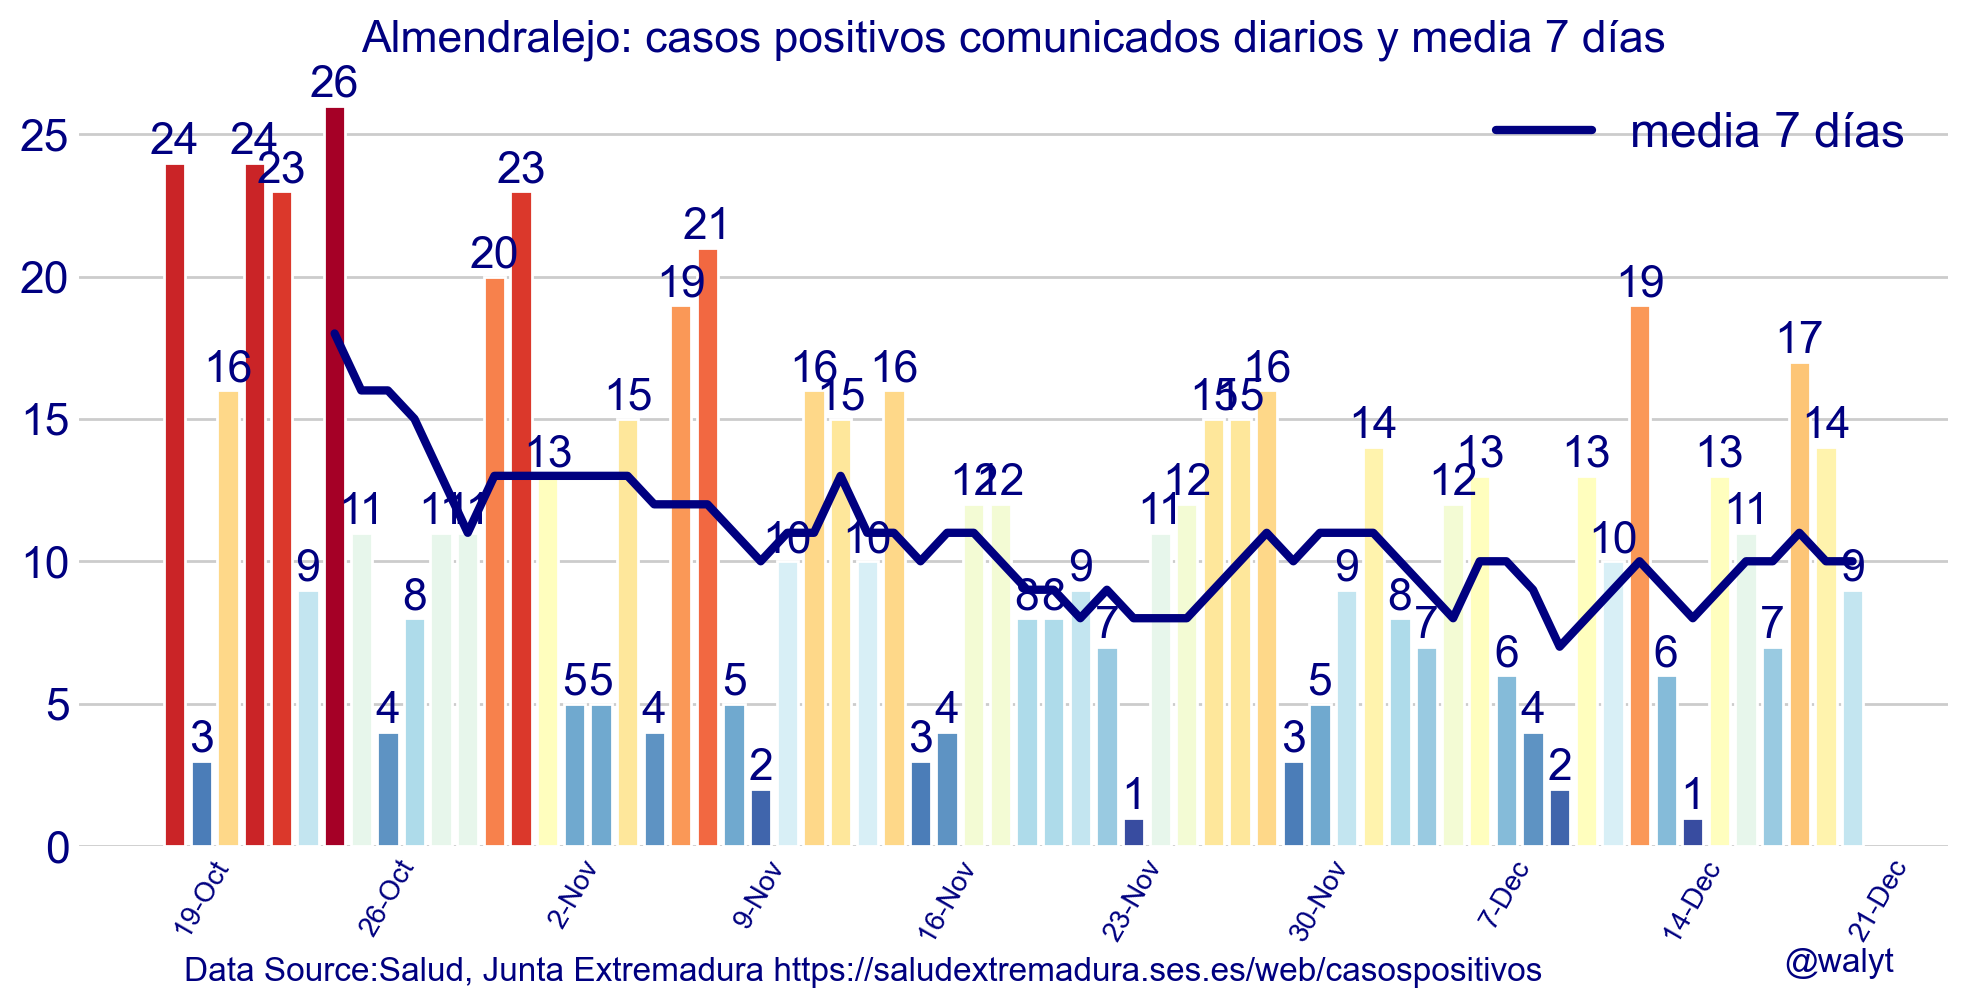 Almendralejo: casos positivos comunicados diarios y media 7 días
media 7 días
25
20
15
10
5
0
24 3 16 24 23 9 26 11 4 8 11 11 20 23 13 5 5 15 4 19 21 5 2 10 16 15 10 16 3 4 12 12 8 8 9 7 1 11 12 15 15 16 3 5 9 14 8 7 12 13 6 4 2 13 10 19 6 1 13 11 7 17 14 9
19-Oct 26-Oct 2-Nov 9-Nov 16-Nov 23-Nov 30-Nov 7-Dec 14-Dec 21-Dec
Data Source:Salud, Junta Extremadura https://saludextremadura.ses.es/web/casospositivos
@walyt